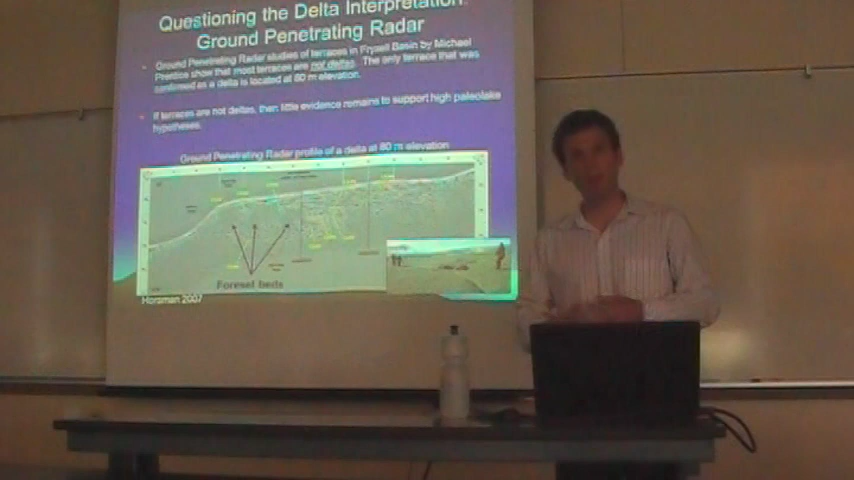 Questioning the Delta Interpretation:
Ground Penetrating Radar
Ground Penetrating Radar studies of terraces in Fryxell Basin by Michael
Prentice show that most terraces are not deltas. The only terrace that was
confirmed as a delta is located at 80 m elevation.
If terraces are not deltas, then little evidence remains to support high paleolake
hypotheses.
Ground Penetrating Radar profile of a delta at 80 m elevation
Foreset beds
Horsman 2007